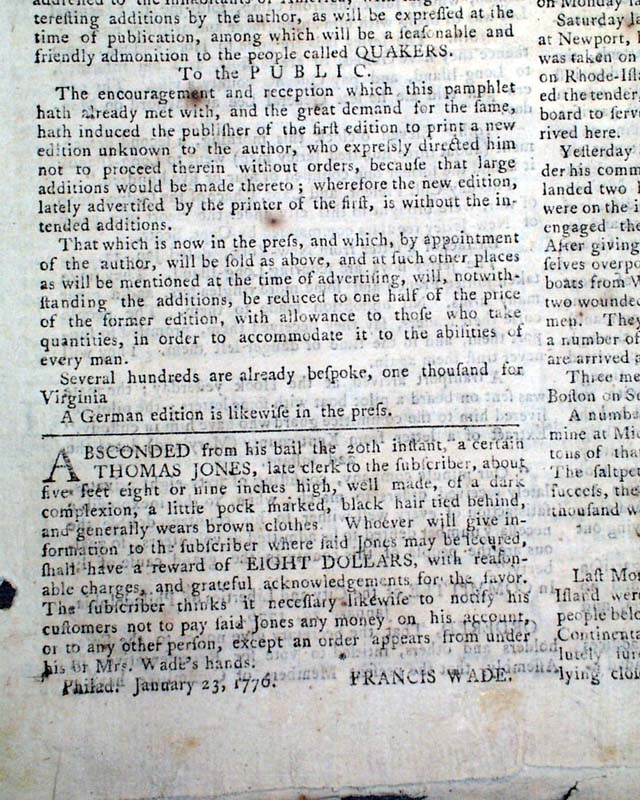 addressed to the inhabitants of America, with
tereſting additions by the author, as will be expreſſed at the
time of publication, among which will be a ſeaſonable and
friendly admonition to the people called QUAKERS.
To the PUBLIC.
The encouragement and reception which this pamphlet
hath already met with, and the great demand for the ſame,
hath induced the publiſher of the firſt edition to print a new
edition unknown to the author, who expreſsly directed him
not to proceed therein without orders, becauſe that large
additions would be made thereto; wherefore the new edition,
lately advertiſed by the printer of the firſt, is without the in-
tended additions.
That which is now in the preſs, and which, by appointment
of the author, will be ſold as above, and at ſuch other places
as will be mentioned at the time of advertiſing, will, notwith-
ſtanding the additions, be reduced to one half of the price
of the former edition, with allowance to thoſe who take
quantities, in order to accommodate it to the abilities of
every man.
Several hundreds are already beſpoke, one thouſand for
Virginia
A German edition is likewiſe in the preſs.
ABSCONDED from his bail the 20th inſtant, a certain
THOMAS JONES, late clerk to the ſubſcriber, about
five feet eight or nine inches high, well made, of a dark
complexion, a little pock marked, black hair tied behind,
and generally wears brown clothes. Whoever will give in-
formation to the ſubſcriber where ſaid Jones may be ſecured,
ſhall have a reward of EIGHT DOLLARS, with reaſon-
able charges, and grateful acknowledgements for the favor.
The ſubſcriber thinks it neceſſary likewiſe to notify his
cuſtomers not to pay ſaid Jones any money on his account,
or to any other perſon, except an order appears from under
his or Mrs. Wade's hands.
Philad. January 23, 1776. FRANCIS WADE.
on Monday
Saturday
at Newport,
was taken on
on Rhode-Iſl
ed the tender,
board to ſerv
rived here.
Yeſterday
der his comm
landed two
were on the i
engaged the
After giving
ſelves overpo
boats from W
two wounde
men. They
a number of
are arrived a
Three me
Boſton on S
A numbe
mine at Mi
tons of tha
The ſaltpe
ſucceſs, the
thouſand w
Laſt Mon
Iſland were
people belo
Continenta
lutely
lying cloſe